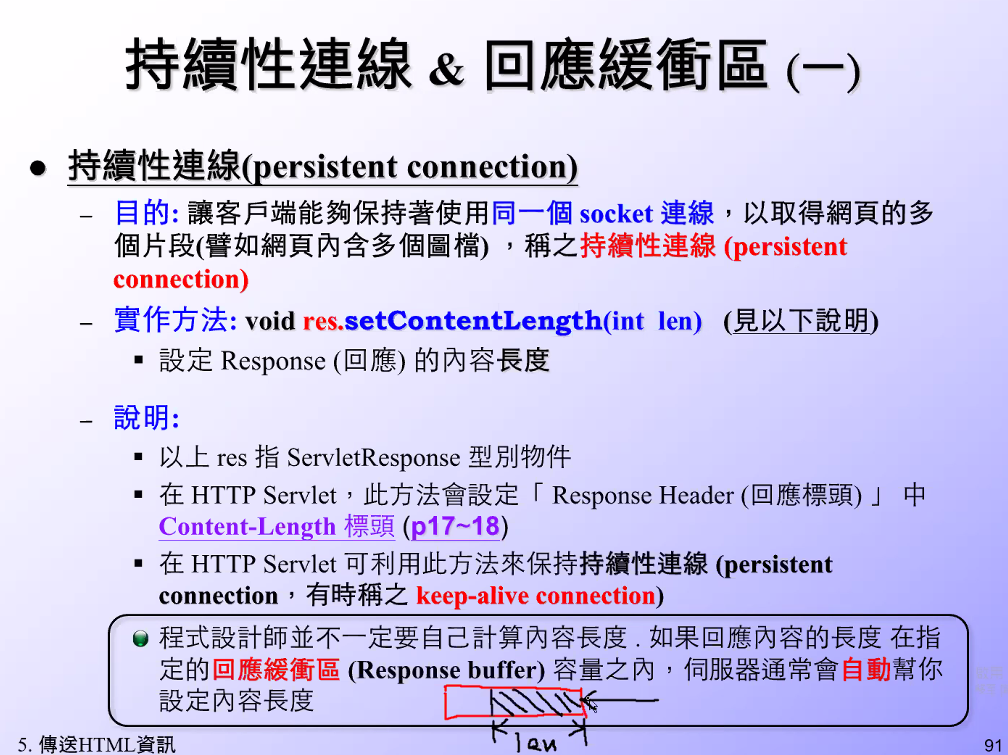 持續性連線 & 回應緩衝區 (一)
● 持續性連線(persistent connection)
– 目的: 讓客戶端能夠保持著使用同一個 socket 連線，以取得網頁的多
個片段(譬如網頁內含多個圖檔) ，稱之持續性連線 (persistent
connection)
– 實作方法: void res.setContentLength(int len) (見以下說明)
▪ 設定 Response (回應) 的內容長度
– 說明:
▪ 以上 res 指 ServletResponse 型別物件
▪ 在 HTTP Servlet，此方法會設定「 Response Header (回應標頭) 」 中
Content-Length 標頭 (p17~18)
▪ 在 HTTP Servlet 可利用此方法來保持持續性連線 (persistent
connection，有時稱之 keep-alive connection)
程式設計師並不一定要自己計算內容長度 . 如果回應內容的長度 在指
定的回應緩衝區 (Response buffer) 容量之內，伺服器通常會自動幫你
設定內容長度
len
5. 傳送HTML資訊
91